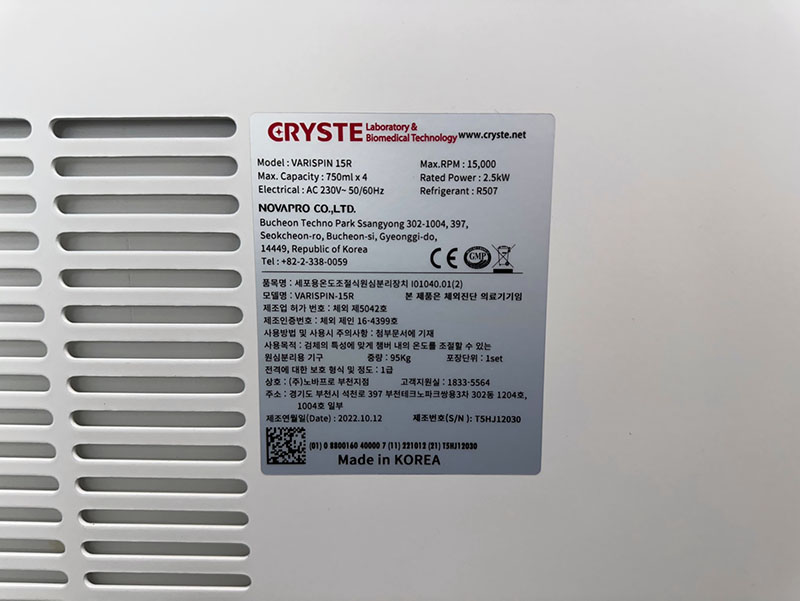 CRYSTE Laboratory & Biomedical Technology www.cryste.net
Model : VARISPIN 15R Max.RPM : 15,000
Max. Capacity : 750ml x 4 Rated Power : 2.5kW
Electrical : AC 230V~ 50/60Hz Refrigerant : R507
NOVAPRO CO.,LTD.
Bucheon Techno Park Ssangyong 302-1004, 397,
Seokcheon-ro, Bucheon-si, Gyeonggi-do,
14449, Republic of Korea
Tel : +82-2-338-0059
CE GMP
품목명 : 세포용온도조절식원심분리장치 I01040.01(2)
모델명 : VARISPIN-15R 본 제품은 체외진단 의료기기임
제조업 허가 번호 : 체외 제5042호
제조인증번호 : 체외 제인 16-4399호
사용방법 및 사용시 주의사항 : 첨부문서에 기재
사용목적 : 검체의 특성에 맞게 챔버 내의 온도를 조절할 수 있는
원심분리용 기구 중량 : 95Kg 포장단위 : 1set
전격에 대한 보호 형식 및 정도 : 1급
상호 : (주)노바프로 부천지점 고객지원실 : 1833-5564
주소 : 경기도 부천시 석천로 397 부천테크노파크쌍용3차 302동 1204호,
1004호 일부
제조연월일(Date) : 2022.10.12 제조번호(S/N) : T5HJ12030
(01) 0 8800160 40000 7 (11) 221012 (21) T5HJ12030
Made in KOREA